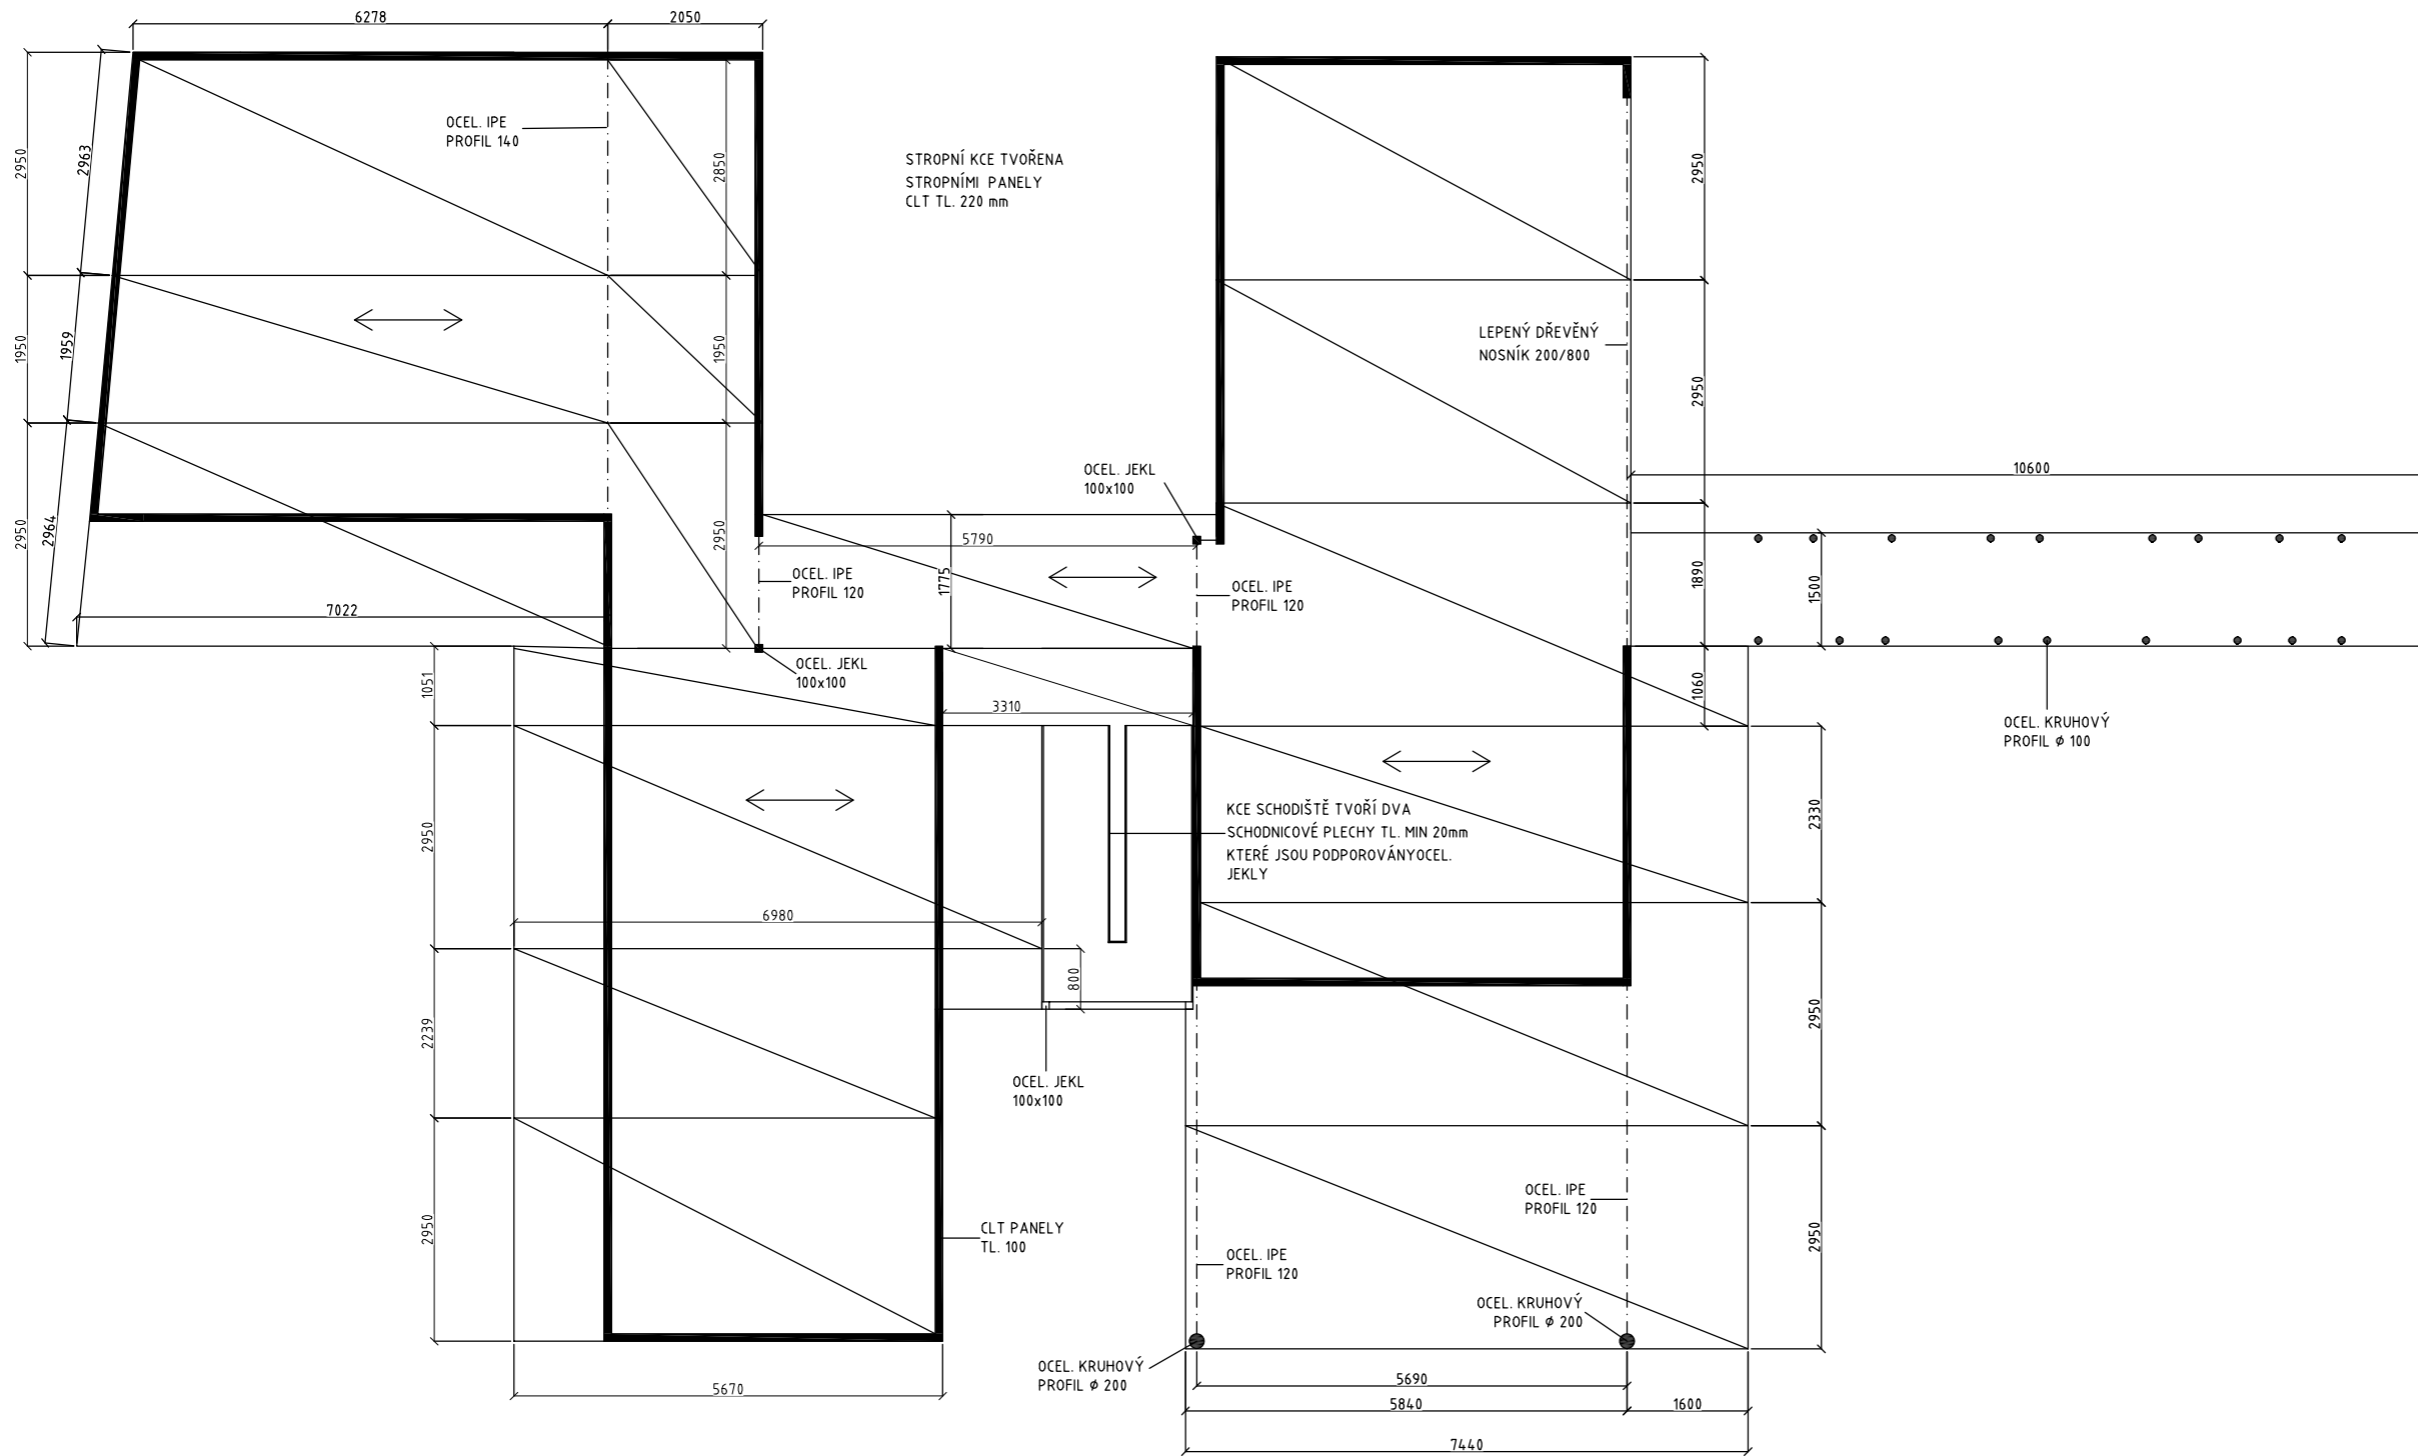 6278
2050
OCEL. IPE
PROFIL 140
STROPNÍ KCE TVOŘENA
STROPNÍMI PANELY
CLT TL. 220 mm
2950
2963
2850
2950
1950
1959
1950
2950
LEPENÝ DŘEVĚNÝ
NOSNÍK 200/800
10600
OCEL. JEKL
100x100
2950
2964
2950
5790
1775
OCEL. IPE
PROFIL 120
OCEL. IPE
PROFIL 120
1890
1500
7022
OCEL. JEKL
100x100
1051
3310
1060
OCEL. KRUHOVÝ
PROFIL ø 100
KCE SCHODIŠTĚ TVOŘÍ DVA
SCHODNICOVÉ PLECHY TL. MIN 20mm
KTERÉ JSOU PODPOROVÁNYOCEL.
JEKLY
2950
2330
6980
800
2239
2950
OCEL. JEKL
100x100
CLT PANELY
TL. 100
OCEL. IPE
PROFIL 120
OCEL. IPE
PROFIL 120
2950
2950
OCEL. KRUHOVÝ
PROFIL ø 200
OCEL. KRUHOVÝ
PROFIL ø 200
5670
5690
5840
1600
7440